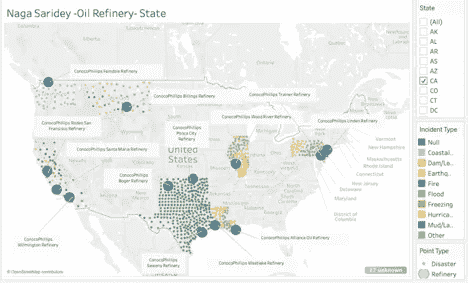 Naga Saridey -Oil Refinery- State
ConocoPhillips Ferndale Refinery
ConocoPhillips Billings Refinery
ConocoPhillips Trainer Refinery
ConocoPhillips Rodeo San
Francisco Refinery
ConocoPhillips
Ponca City
Refinery
ConocoPhillips Wood River Refinery
ConocoPhillips Linden Refinery
ConocoPhillips Santa Maria Refinery
ConocoPhillips
Borger Refinery
United
States
Vermont
New Hampshire
Massachusetts
Rhode Island
Connecticut
New Jersey
Delaware
Maryland
District of
Columbia
ConocoPhillips
Wilmington Refinery
ConocoPhillips
Sweeny Refinery
ConocoPhillips Alliance Oil Refinery
ConocoPhillips Westlake Refinery
© OpenStreetMap contributors
Mexico
67 unknown
State
(All)
AK
AL
AR
AS
AZ
CA
CO
CT
DC
Incident Type
Null
Coastal..
Dam/Le..
Earthq..
Fire
Flood
Freezing
Hurrica..
Mud/La..
Other
Point Type
Disaster
Refinery